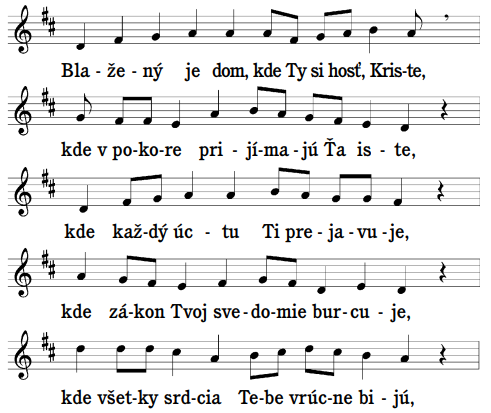 Bla - že - ný je dom, kde Ty si hosť, Kris-te,
kde v po-ko-re pri - jí-ma-jú Ťa is - te,
kde kaž-dý úc - tu Ti pre-ja-vu-je,
kde zá-kon Tvoj sve-do-mie bur-cu-je,
kde všet-ky srd-cia Te-be vrúc-ne bi-jú,